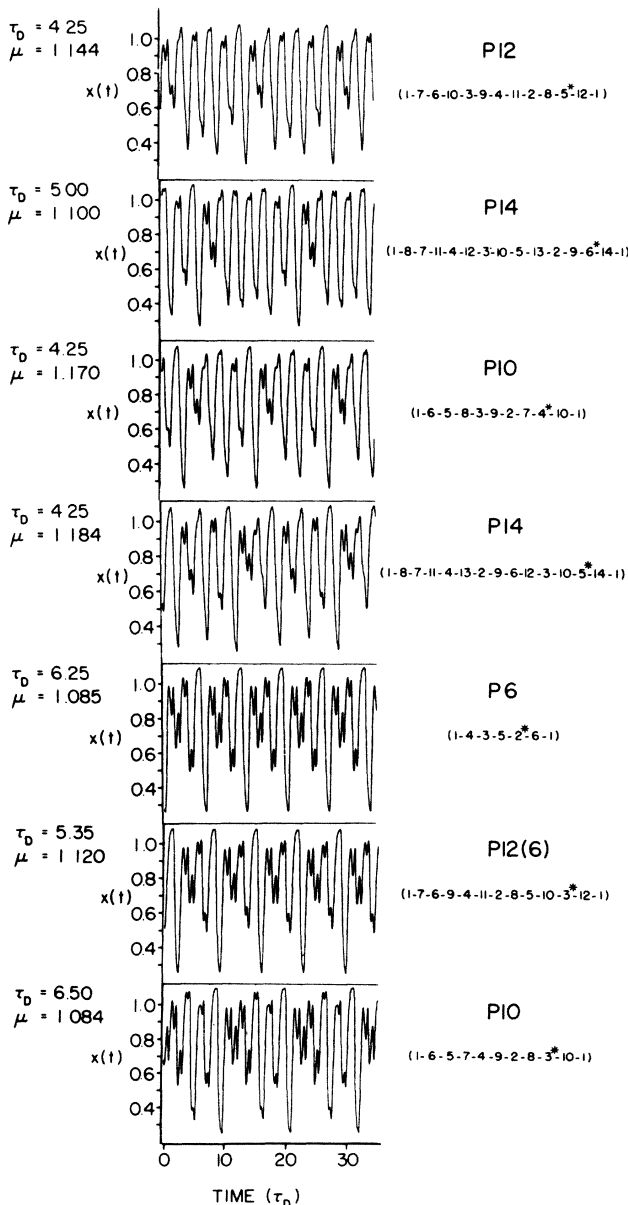 τD = 4.25
μ = 1.144
P12
(1-7-6-10-3-9-4-11-2-8-5*-12-1)
x(t)
1.0
0.8
0.6
0.4
τD = 5.00
μ = 1.100
P14
(1-8-7-11-4-12-3-10-5-13-2-9-6*-14-1)
x(t)
1.0
0.8
0.6
0.4
τD = 4.25
μ = 1.170
P10
(1-6-5-8-3-9-2-7-4*-10-1)
x(t)
1.0
0.8
0.6
0.4
τD = 4.25
μ = 1.184
P14
(1-8-7-11-4-13-2-9-6-12-3-10-5*-14-1)
x(t)
1.0
0.8
0.6
0.4
τD = 6.25
μ = 1.085
P6
(1-4-3-5-2*-6-1)
x(t)
1.0
0.8
0.6
0.4
τD = 5.35
μ = 1.120
P12(6)
(1-7-6-9-4-11-2-8-5-10-3*-12-1)
x(t)
1.0
0.8
0.6
0.4
τD = 6.50
μ = 1.084
P10
(1-6-5-7-4-9-2-8-3*-10-1)
x(t)
1.0
0.8
0.6
0.4
0 10 20 30
TIME (τD)